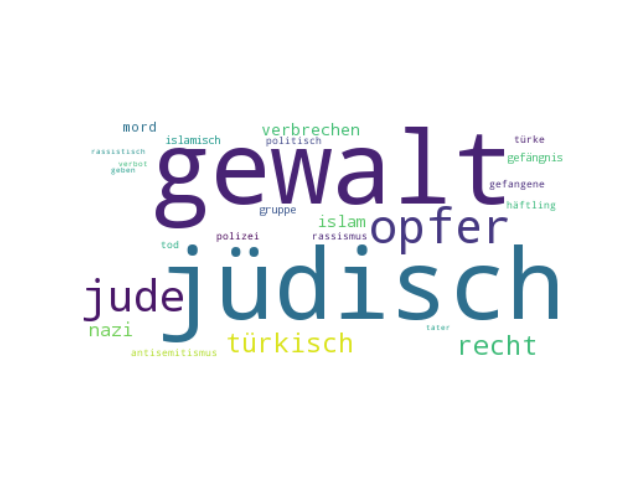 mord
verbrechen
islamisch
politisch
türke
rassistisch
gewalt
gefängnis
verbot
geben
gefangene
gruppe
häftling
islam
opfer
polizei
rassismus
tod
jüdisch
jude
nazi
tater
türkisch
recht
antisemitismus